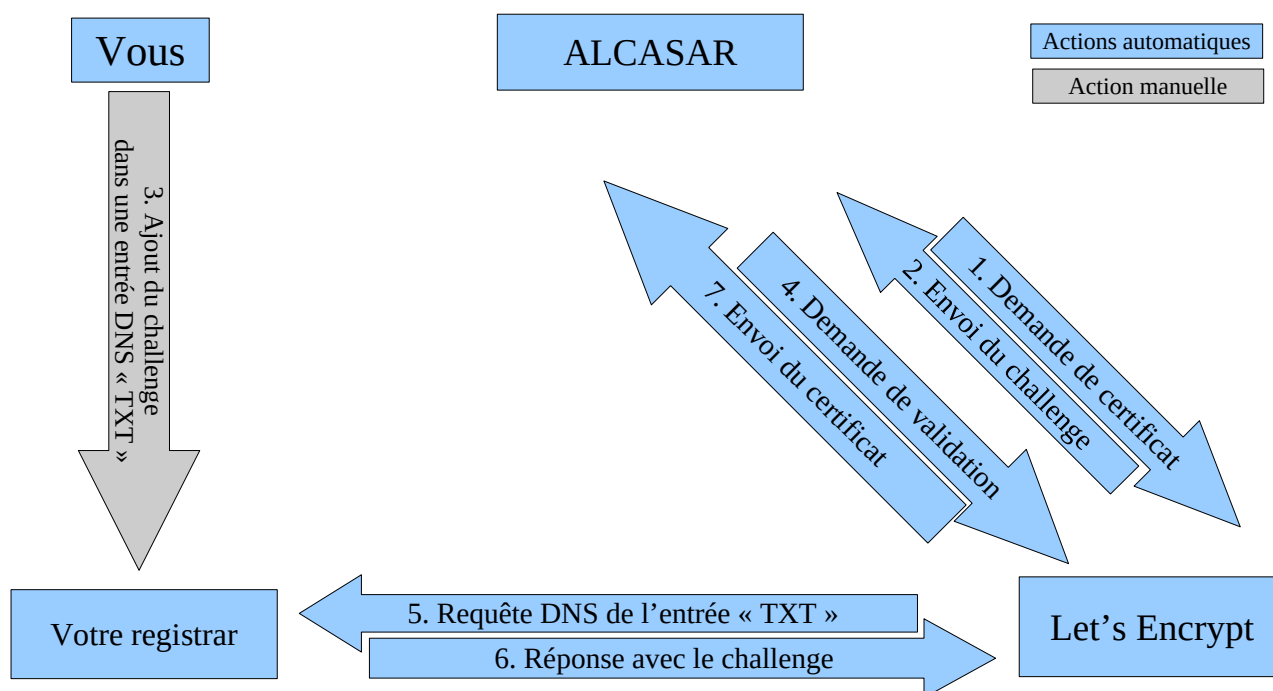 Vous
ALCASAR
Actions automatiques
Action manuelle
3. Ajout du challenge
dans une entrée DNS « TXT »
1. Demande de certificat
2. Envoi du challenge
4. Demande de validation
7. Envoi du certificat
Votre registrar
5. Requête DNS de l’entrée « TXT »
6. Réponse avec le challenge
Let’s Encrypt